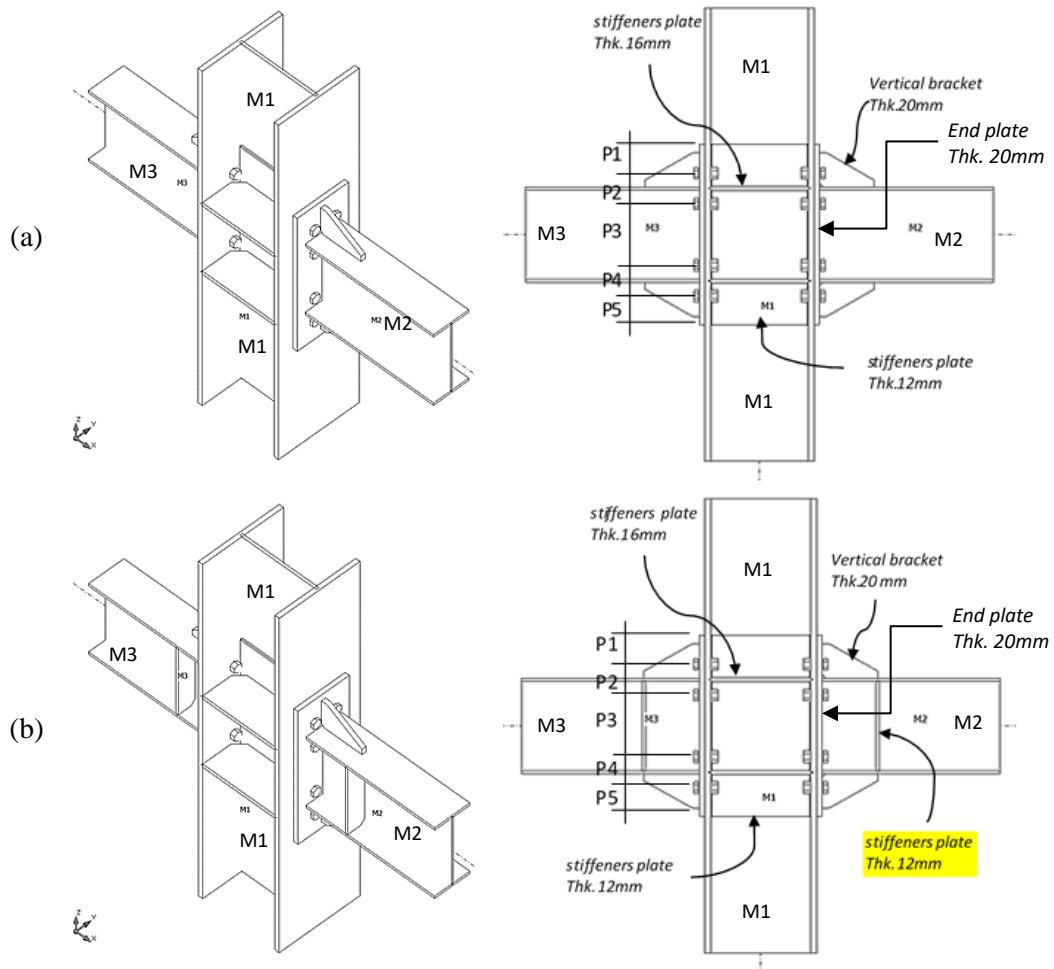 (a)
M1
M3
M3
M1
M2
M2
M1
Z
Y
X
stiffeners plate
Thk. 16mm
M1
Vertical bracket
Thk.20mm
End plate
Thk. 20mm
P1
P2
P3
P4
P5
M3
M3
M2
M2
M1
stiffeners plate
Thk.12mm
M1
(b)
M1
M3
M3
M1
M2
M2
M1
Z
Y
X
stiffeners plate
Thk.16mm
M1
Vertical bracket
Thk.20 mm
End plate
Thk. 20mm
P1
P2
P3
P4
P5
M3
M3
M2
M2
M1
stiffeners plate
Thk.12mm
stiffeners plate
Thk.12mm
M1